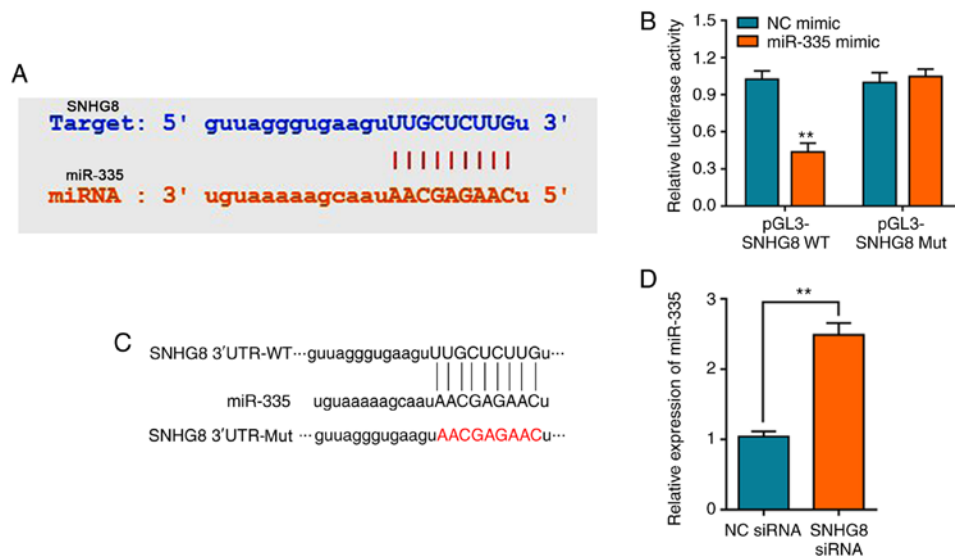 A
SNHG8
Target: 5' guuagggugaaguUUGCUCUUGu 3'
miR-335
miRNA : 3' uguaaaaagcaauAACGAGAACu 5'
B
NC mimic
miR-335 mimic
Relative luciferase activity
1.5
1.2
0.9
0.6
0.3
0.0
**
pGL3-
SNHG8 WT
pGL3-
SNHG8 Mut
C
SNHG8 3'UTR-WT ···guuagggugaaguUUGCUCUUGu···
miR-335 uguaaaaagcaauAACGAGAACu
SNHG8 3'UTR-Mut ···guuagggugaaguAACGAGAACu···
D
Relative expression of miR-335
3
2
1
0
**
NC siRNA
SNHG8
siRNA